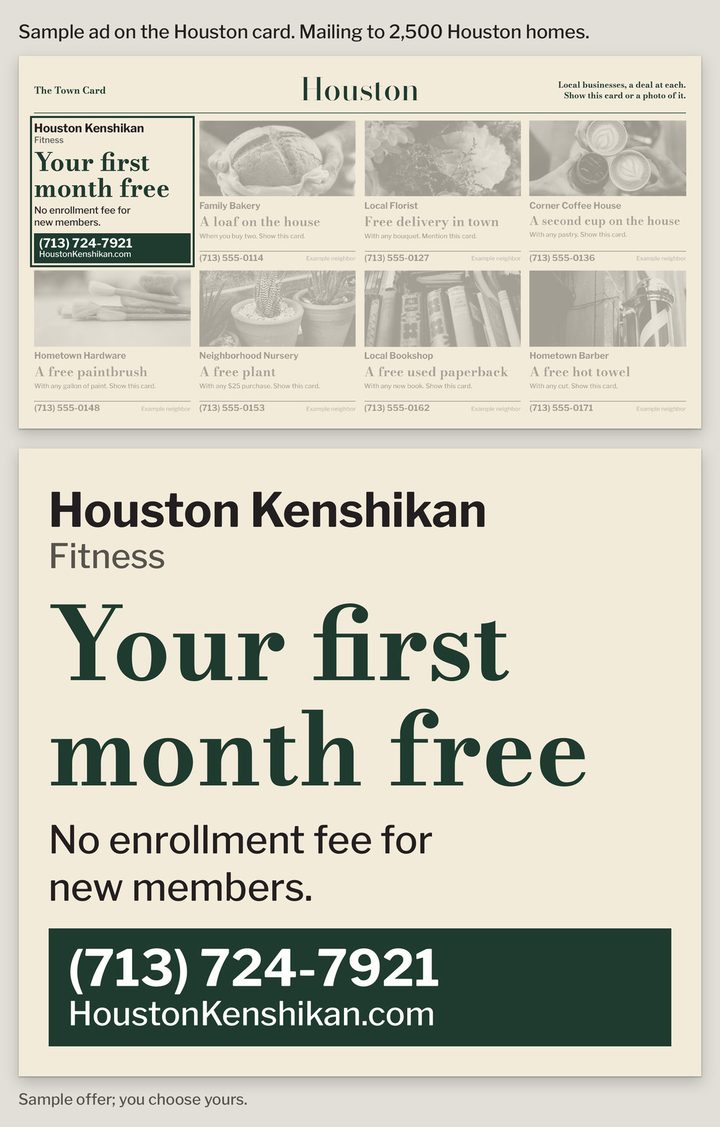 Sample ad on the Houston card. Mailing to 2,500 Houston homes.
The Town Card
Houston
Local businesses, a deal at each.
Show this card or a photo of it.
Houston Kenshikan
Fitness
Your first
month free
No enrollment fee for
new members.
(713) 724-7921
HoustonKenshikan.com
Family Bakery
A loaf on the house
When you buy two. Show this card.
(713) 555-0114
Example neighbor
Local Florist
Free delivery in town
With any bouquet. Mention this card.
(713) 555-0127
Example neighbor
Corner Coffee House
A second cup on the house
With any pastry. Show this card.
(713) 555-0136
Example neighbor
Hometown Hardware
A free paintbrush
With any gallon of paint. Show this card.
(713) 555-0148
Example neighbor
Neighborhood Nursery
A free plant
With any $25 purchase. Show this card.
(713) 555-0153
Example neighbor
Local Bookshop
A free used paperback
With any new book. Show this card.
(713) 555-0162
Example neighbor
Hometown Barber
A free hot towel
With any cut. Show this card.
(713) 555-0171
Example neighbor
Houston Kenshikan
Fitness
Your first
month free
No enrollment fee for
new members.
(713) 724-7921
HoustonKenshikan.com
Sample offer; you choose yours.